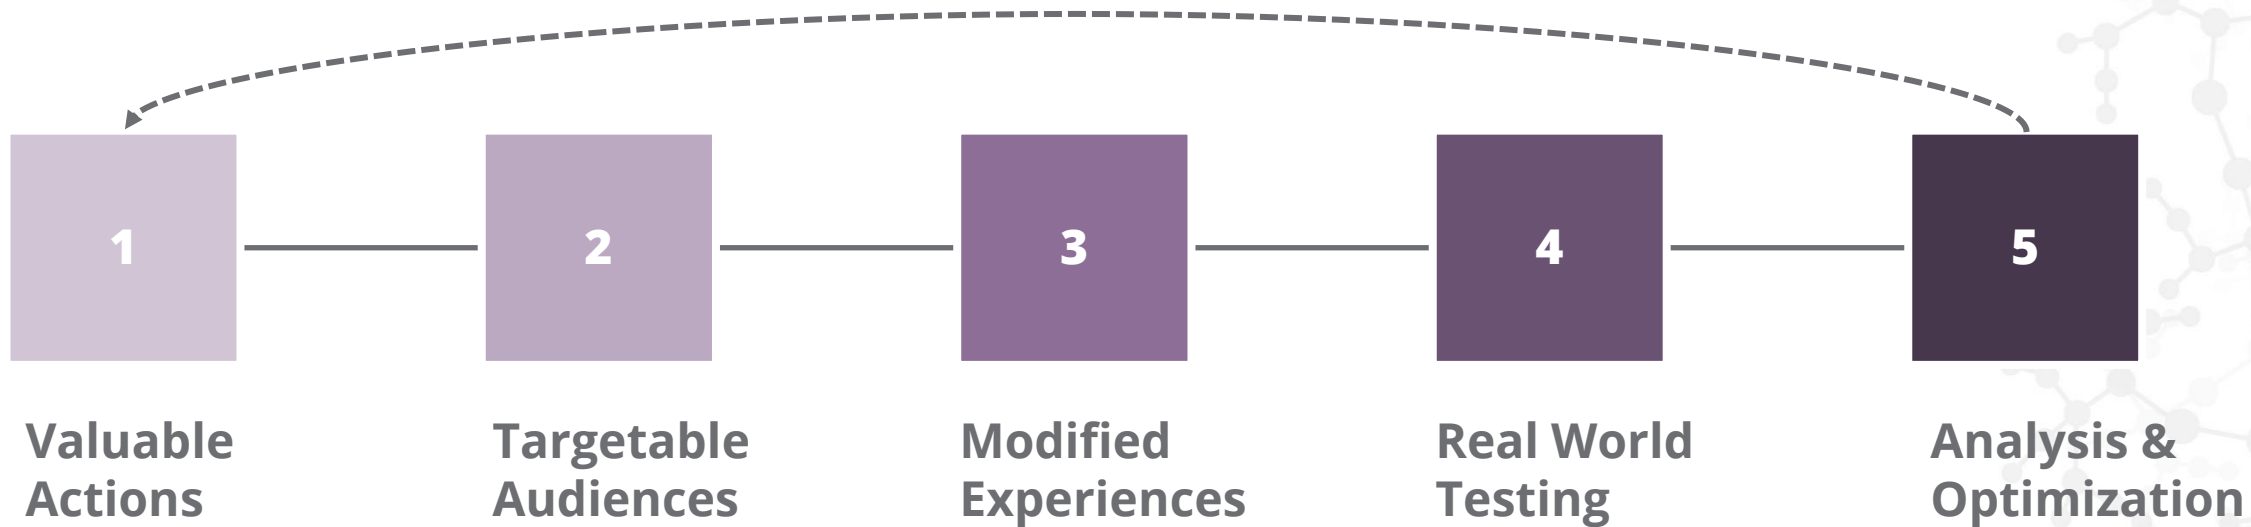 1
2
3
4
5
Valuable
Actions
Targetable
Audiences
Modified
Experiences
Real World
Testing
Analysis &
Optimization